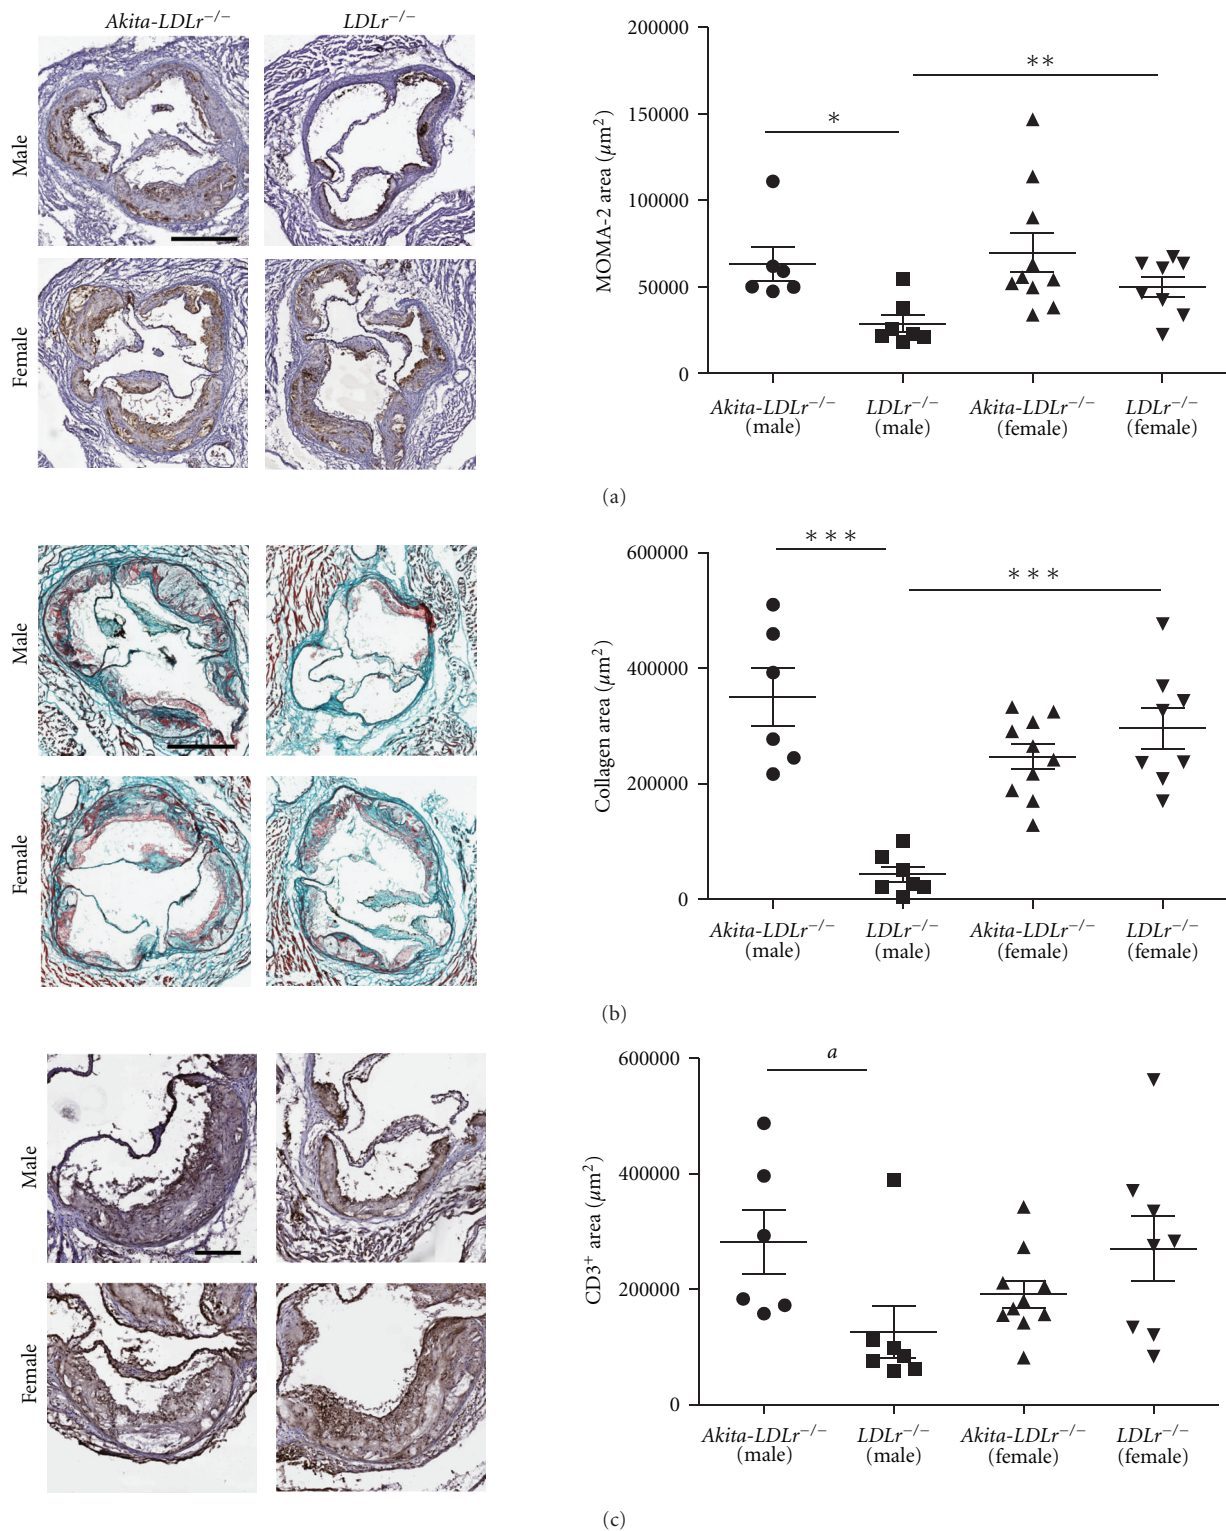 Akita-LDLr−/− LDLr−/−
Male
Female
200000
150000
100000
50000
0
MOMA-2 area (µm²)
*
**
Akita-LDLr−/− LDLr−/− Akita-LDLr−/− LDLr−/−
(male) (male) (female) (female)
(a)
Male
Female
600000
400000
200000
0
Collagen area (µm²)
***
***
Akita-LDLr−/− LDLr−/− Akita-LDLr−/− LDLr−/−
(male) (male) (female) (female)
(b)
Male
Female
600000
400000
200000
0
CD3+ area (µm²)
a
Akita-LDLr−/− LDLr−/− Akita-LDLr−/− LDLr−/−
(male) (male) (female) (female)
(c)